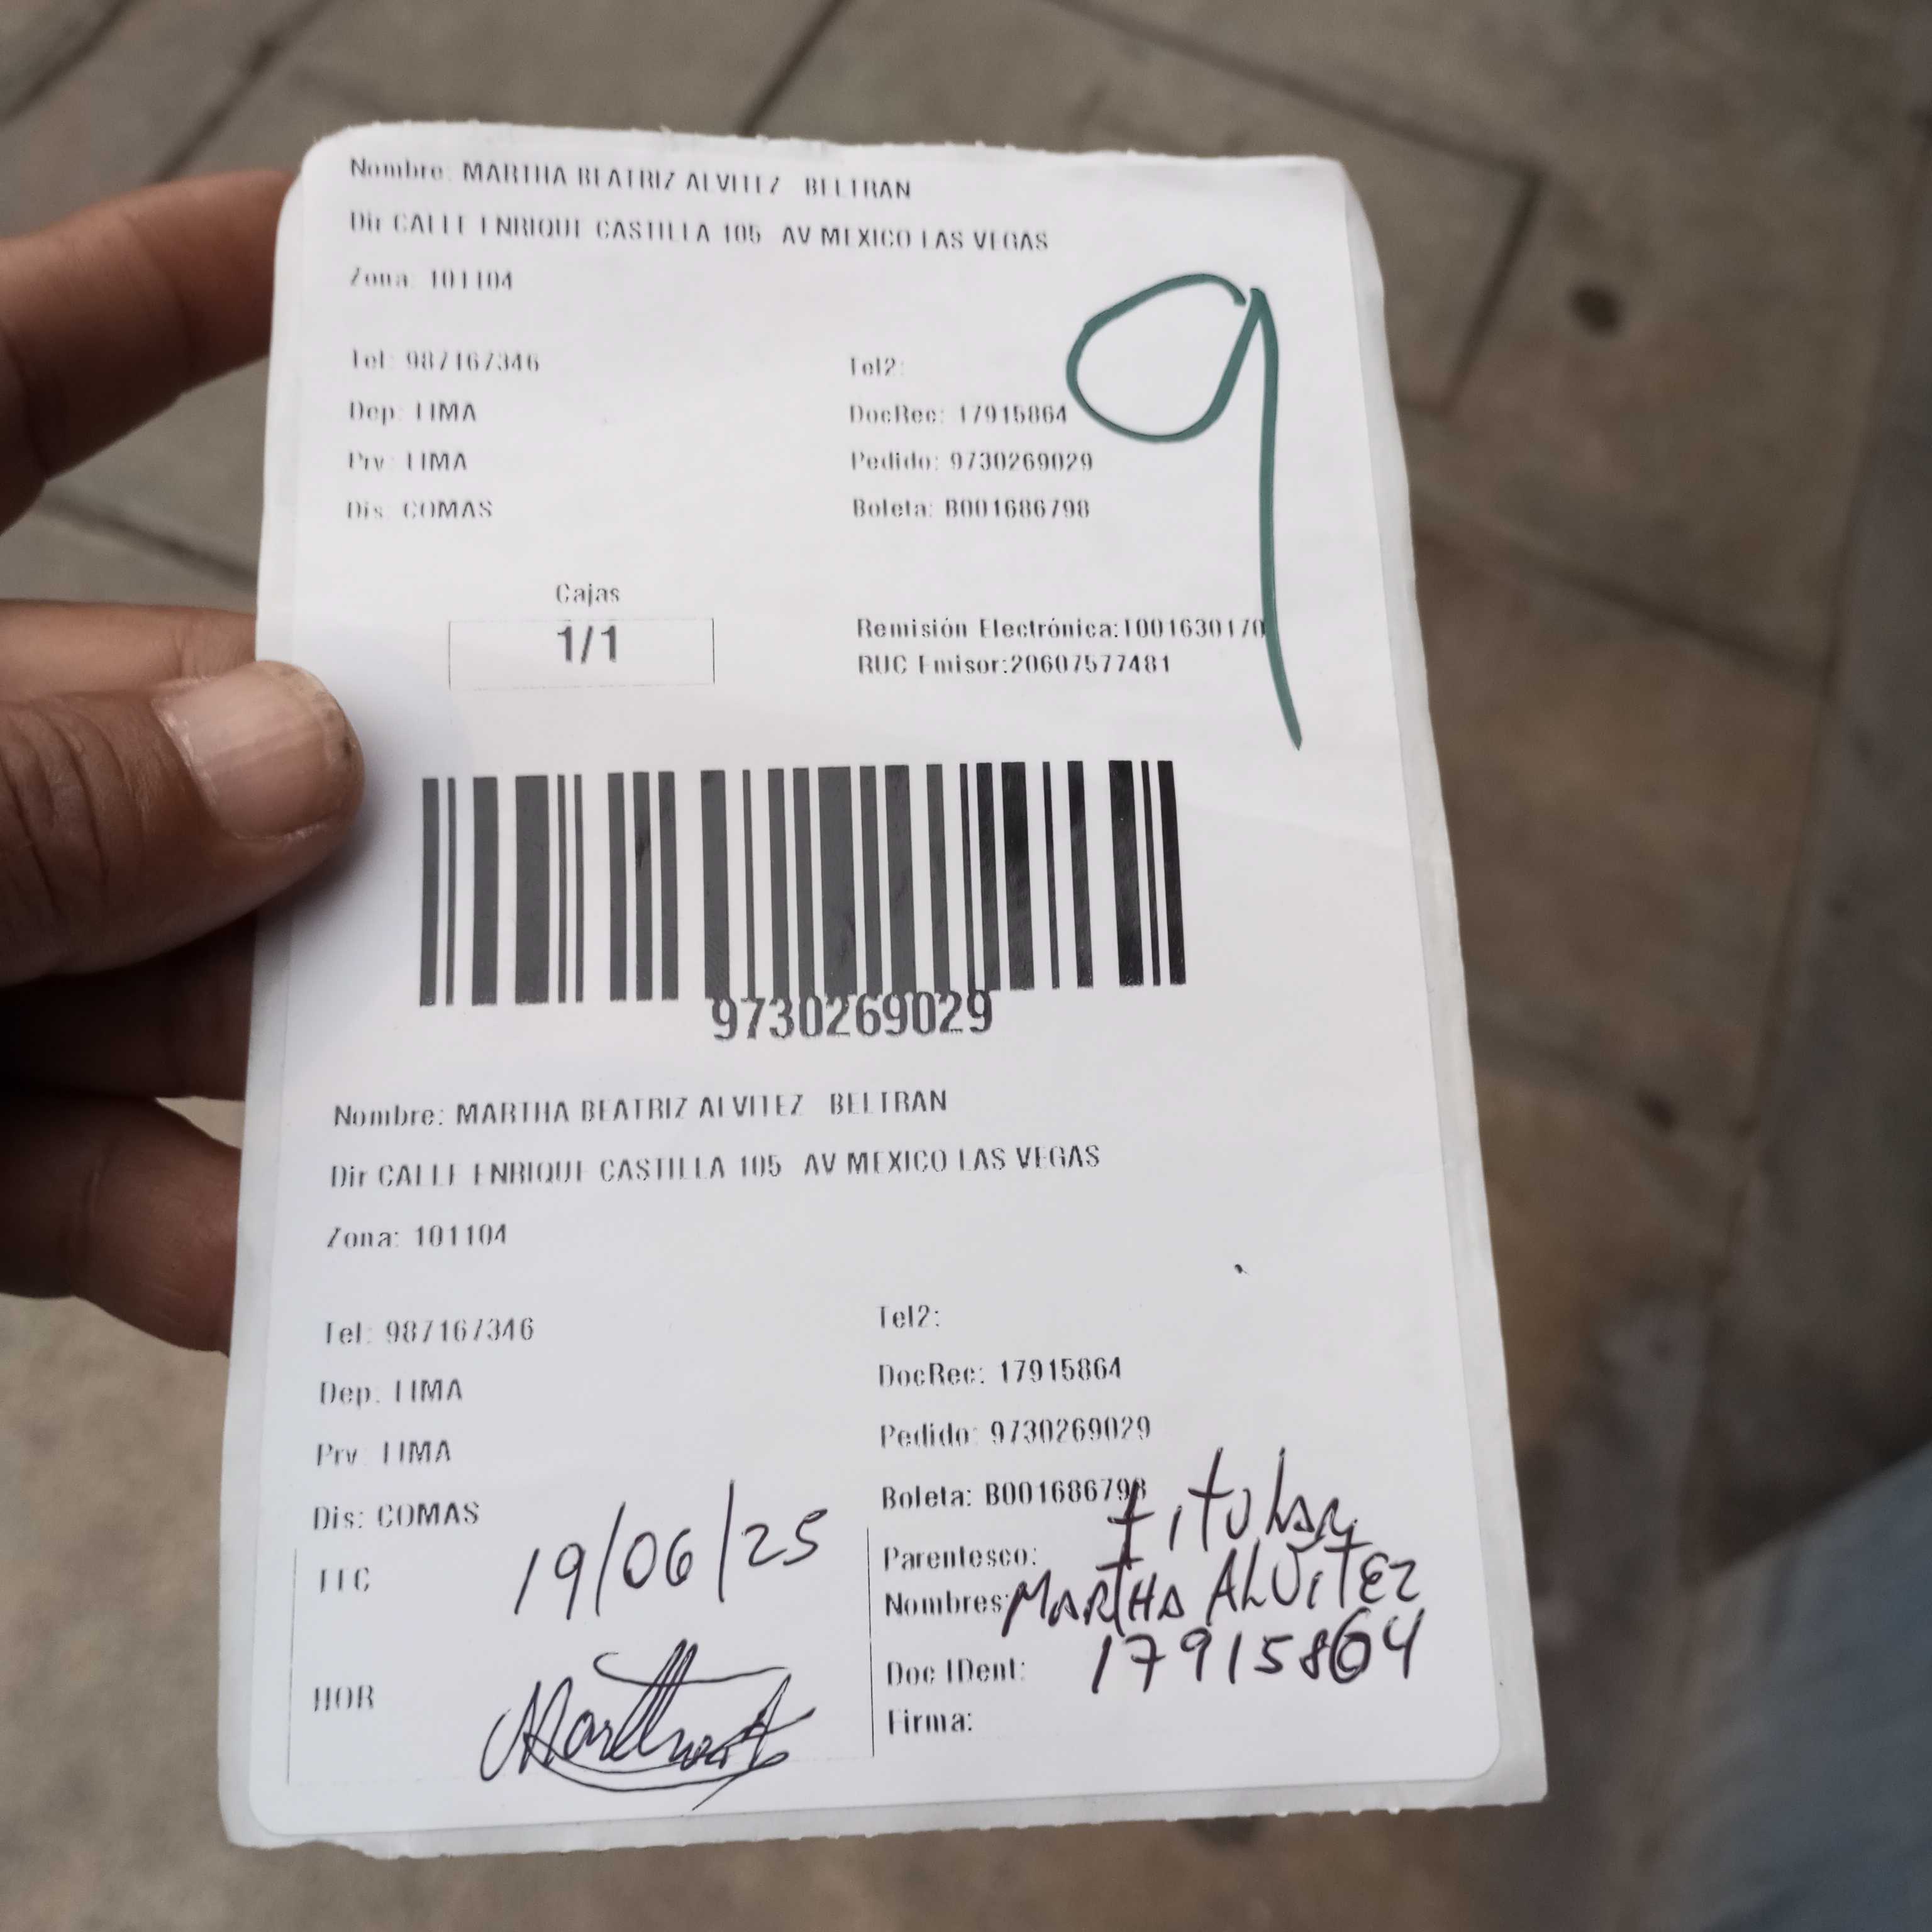 Nombre: MARTHA BEATRIZ ALVITEZ BELTRAN
Dir CALLE ENRIQUE CASTILLA 105 AV MEXICO LAS VEGAS
Zona: 101104
9
Tel: 987167346 Tel2:
Dep: LIMA DocRec: 17915864
Prv: LIMA Pedido: 9730269029
Dis: COMAS Boleta: B001686798
Cajas
1/1
Remisión Electrónica:T001630170
RUC Emisor:20607577481
9730269029
Nombre: MARTHA BEATRIZ ALVITEZ BELTRAN
Dir CALLE ENRIQUE CASTILLA 105 AV MEXICO LAS VEGAS
Zona: 101104
Tel: 987167346 Tel2:
Dep: LIMA DocRec: 17915864
Prv: LIMA Pedido: 9730269029
Dis: COMAS Boleta: B001686798
19/06/25 Parentesco: titular
Nombres: MARTHA ALVITEZ
HOR Doc IDent: 17915864
Firma: